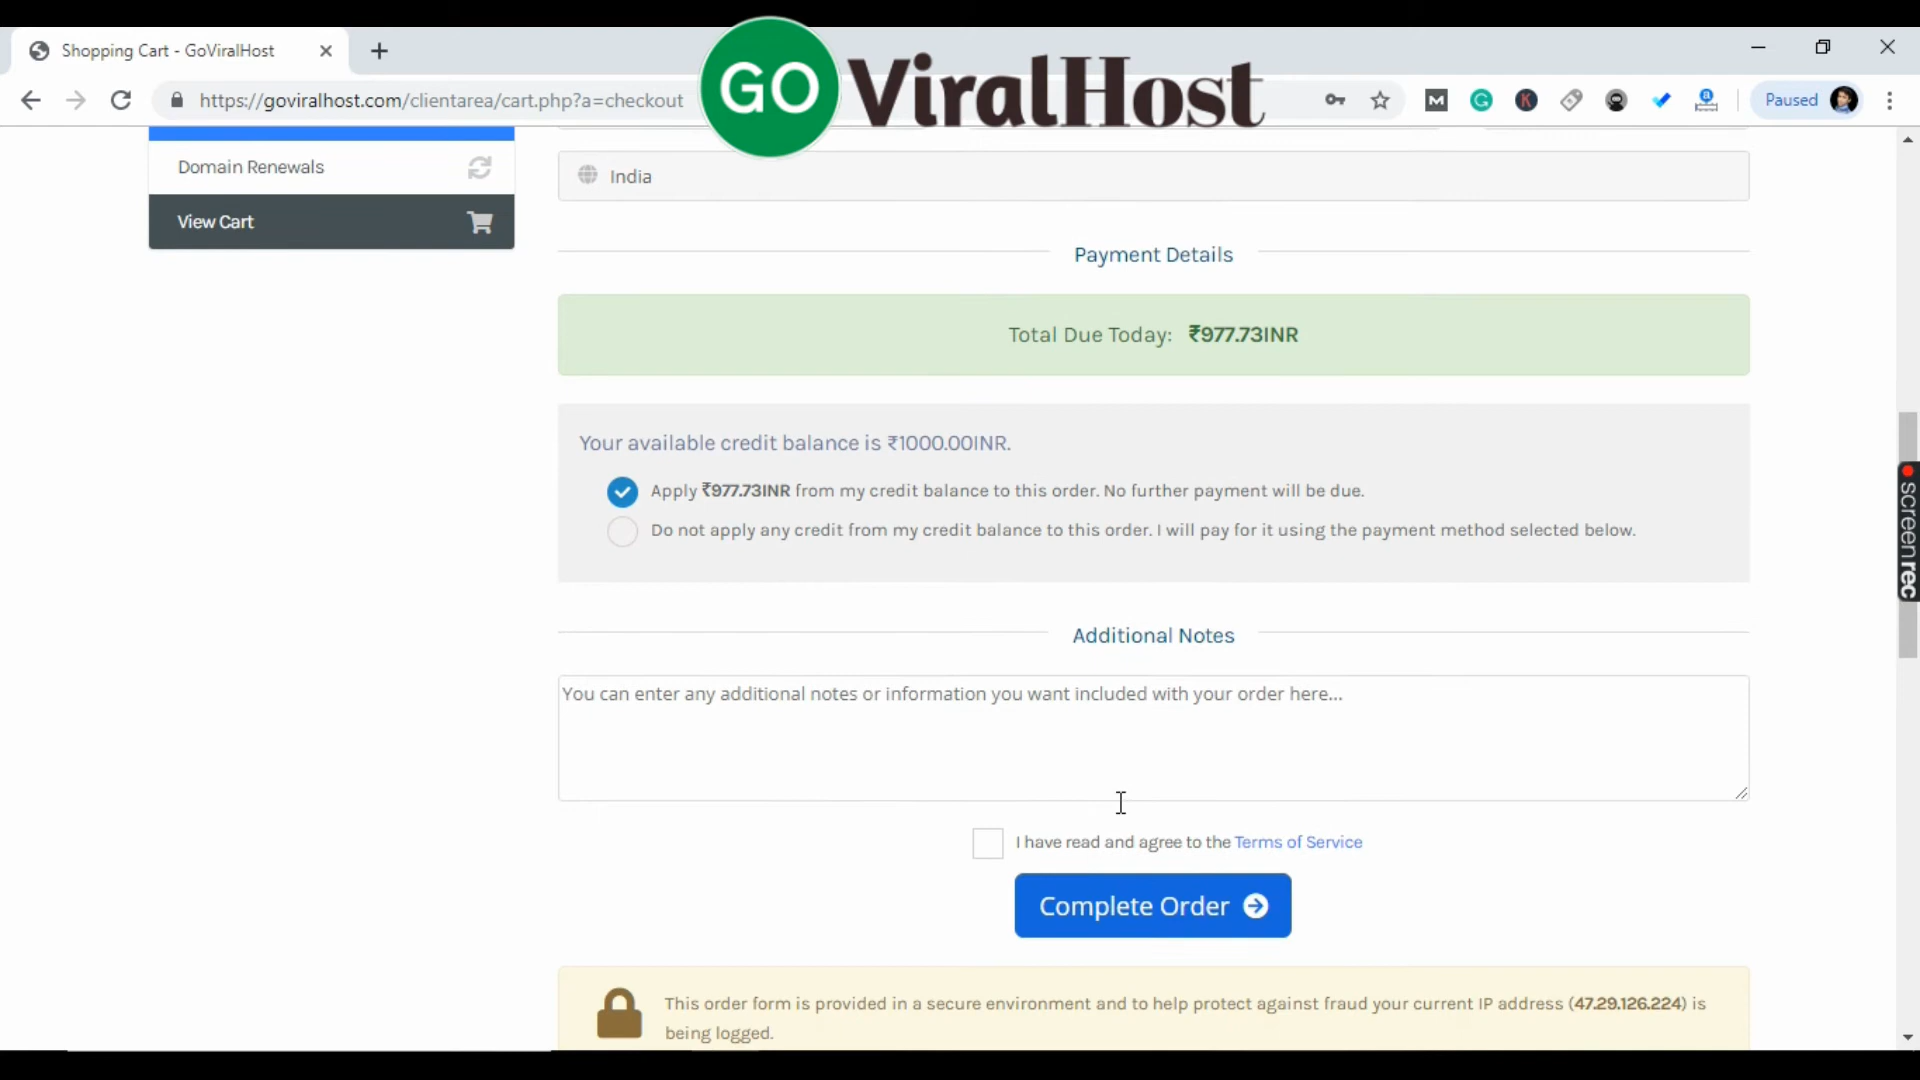 Shopping Cart - GoViralHost
GO ViralHost
https://goviralhost.com/clientarea/cart.php?a=checkout
Paused
Domain Renewals
View Cart
India
Payment Details
Total Due Today: ₹977.73INR
Your available credit balance is ₹1000.00INR.
Apply ₹977.73INR from my credit balance to this order. No further payment will be due.
Do not apply any credit from my credit balance to this order. I will pay for it using the payment method selected below.
Additional Notes
You can enter any additional notes or information you want included with your order here...
I have read and agree to the Terms of Service
Complete Order
This order form is provided in a secure environment and to help protect against fraud your current IP address (47.29.126.224) is
being logged.
screenrec